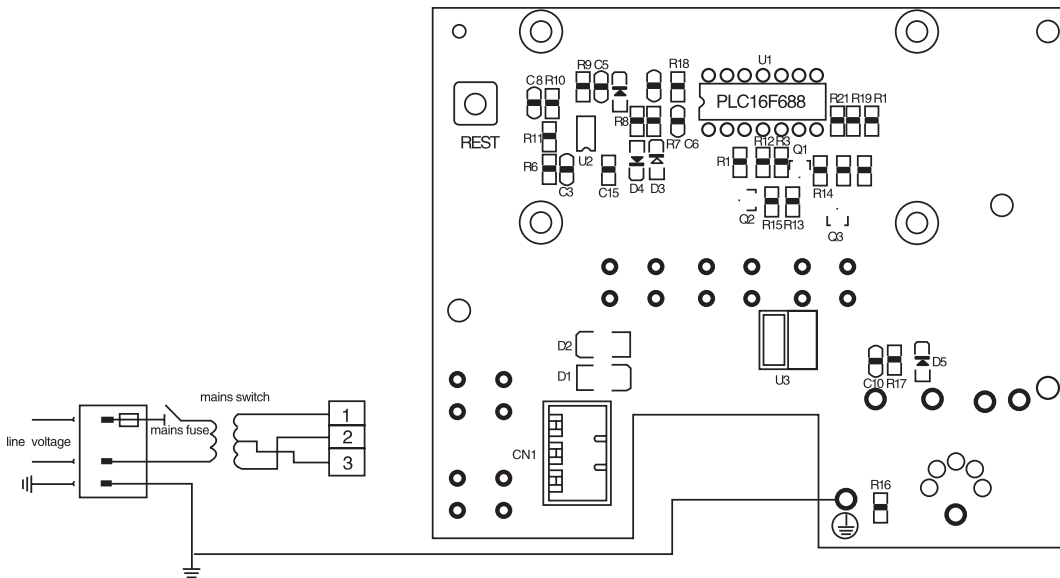 U1
R9 C5
R18
C8 R10
PLC16F688
R21 R19 R1
REST
R11
R8
U2
R7 C6
R12 R3
Q1
R1
R6
C3
C15
D4 D3
R14
Q2
R15 R13
Q3
D2
D1
U3
D5
C10 R17
mains switch
1
mains fuse
line voltage
2
3
CN1
R16